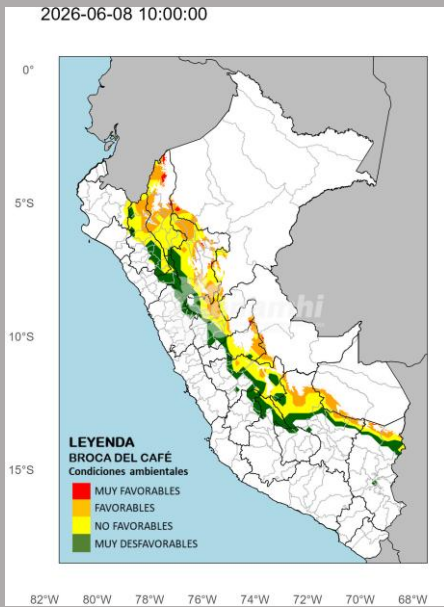 2026-06-08 10:00:00
0°
5°S
10°S
15°S
LEYENDA
BROCA DEL CAFÉ
Condiciones ambientales
MUY FAVORABLES
FAVORABLES
NO FAVORABLES
MUY DESFAVORABLES
82°W 80°W 78°W 76°W 74°W 72°W 70°W 68°W